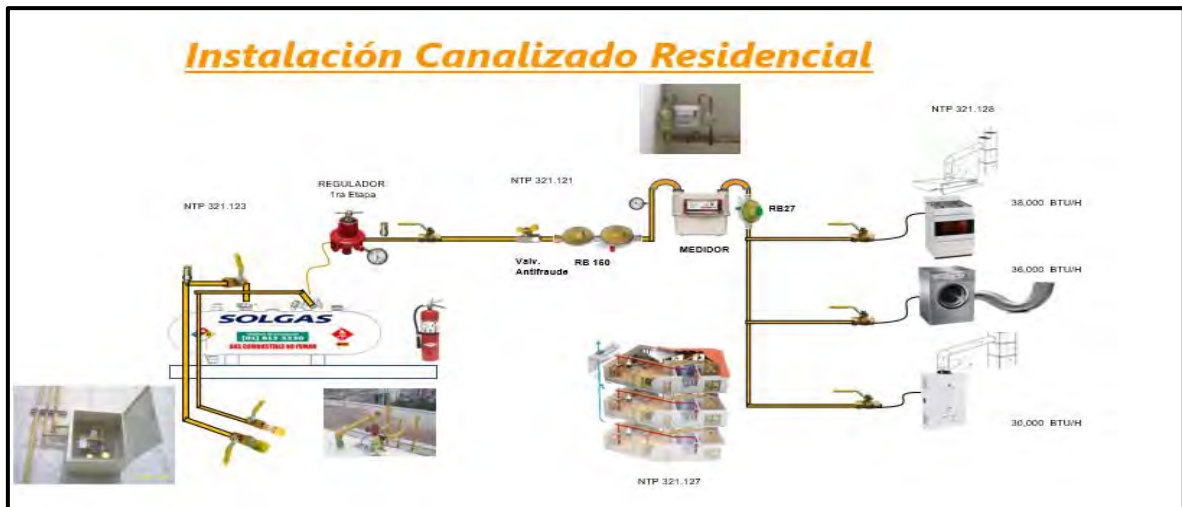 Instalación Canalizado Residencial
NTP 321.128
REGULADOR
1ra Etapa
NTP 321.121
NTP 321.123
38,000 BTU/H
RB27
MEDIDOR
Valv.
Antifraude
RB 160
36,000 BTU/H
SOLGAS
GAS COMBUSTIBLE NO FUMAR
30,000 BTU/H
NTP 321.127